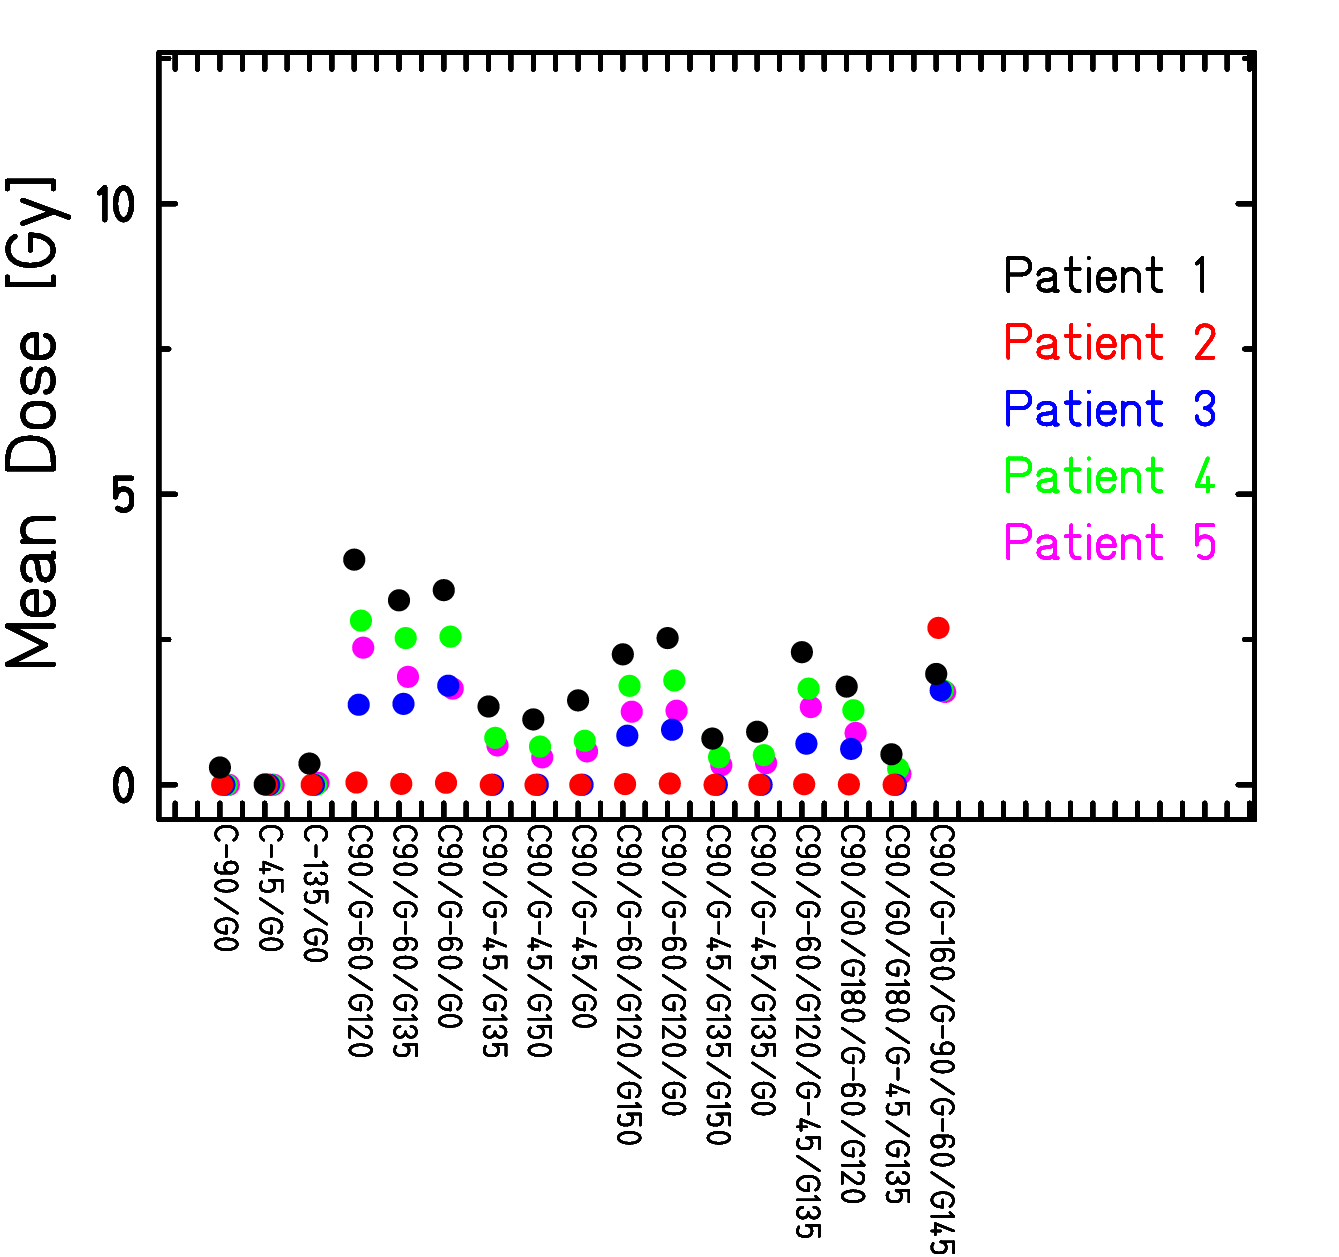 Mean Dose [Gy]
10
5
0
Patient 1
Patient 2
Patient 3
Patient 4
Patient 5
C-90/G0
C-45/G0
C-135/G0
C90/G-60/G120
C90/G-60/G135
C90/G-60/G0
C90/G-45/G135
C90/G-45/G150
C90/G-45/G0
C90/G-60/G120/G150
C90/G-60/G120/G0
C90/G-45/G135/G150
C90/G-45/G135/G0
C90/G-60/G120/G-45/G135
C90/G0/G180/G-60/G120
C90/G0/G180/G-45/G135
C90/G-160/G-90/G-60/G145